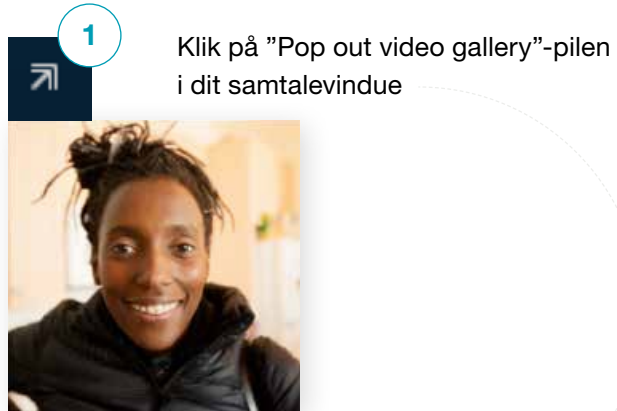 1
Klik på ”Pop out video gallery”-pilen
i dit samtalevindue